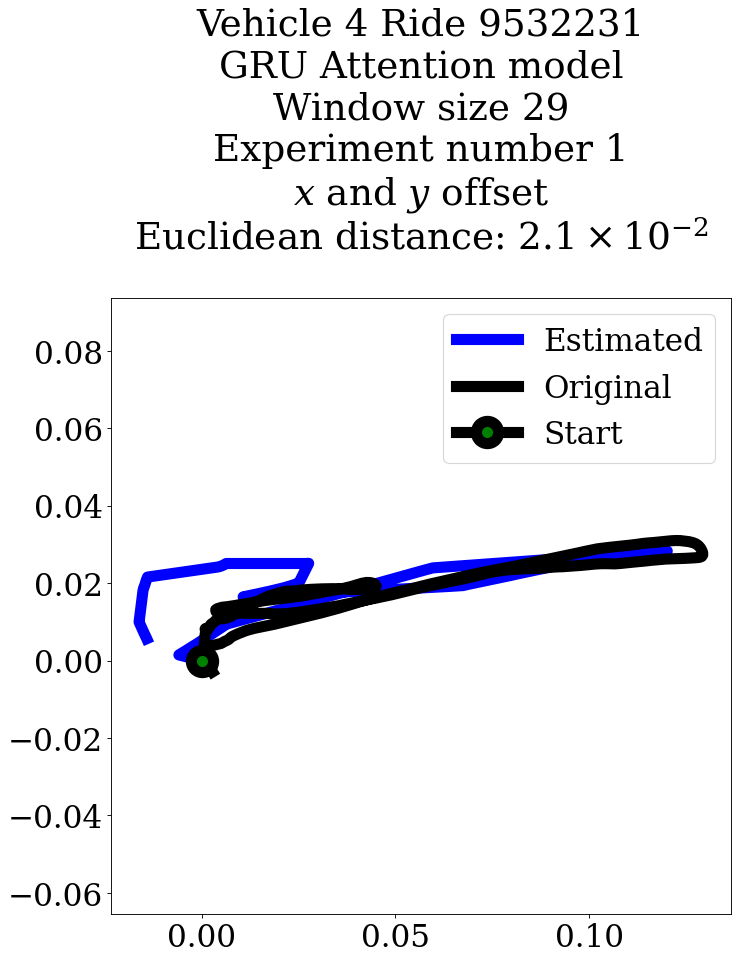 Vehicle 4 Ride 9532231
GRU Attention model
Window size 29
Experiment number 1
x and y offset
Euclidean distance: 2.1 × 10⁻²
Estimated
Original
Start
0.08
0.06
0.04
0.02
0.00
−0.02
−0.04
−0.06
0.00 0.05 0.10